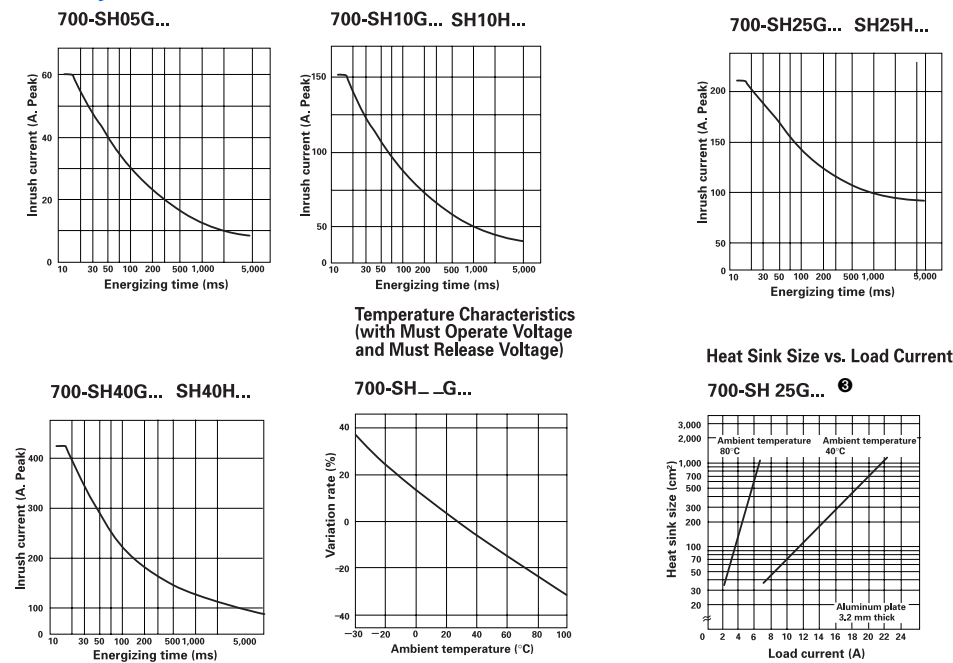 700-SH05G...
Inrush current (A. Peak)
60
40
20
0
10 30 50 100 200 500 1,000 5,000
Energizing time (ms)
700-SH10G... SH10H...
Inrush current (A. Peak)
150
100
50
0
10 30 50 100 200 500 1,000 5,000
Energizing time (ms)
700-SH25G... SH25H...
Inrush current (A. Peak)
200
150
100
50
0
10 30 50 100 200 500 1,000 5,000
Energizing time (ms)
700-SH40G... SH40H...
Inrush current (A. Peak)
400
300
200
100
0
10 30 50 100 200 500 1,000 5,000
Energizing time (ms)
Temperature Characteristics
(with Must Operate Voltage
and Must Release Voltage)
700-SH_ _G...
Variation rate (%)
40
20
0
−20
−40
−30 −20 0 20 40 60 80 100
Ambient temperature (°C)
Heat Sink Size vs. Load Current
700-SH 25G... ❸
Heat sink size (cm²)
3,000
2,000
1,000
700
500
300
200
100
70
50
30
20
Ambient temperature
80°C
Ambient temperature
40°C
Aluminum plate
3.2 mm thick
≈
0 2 4 6 8 10 12 14 16 18 20 22 24
Load current (A)